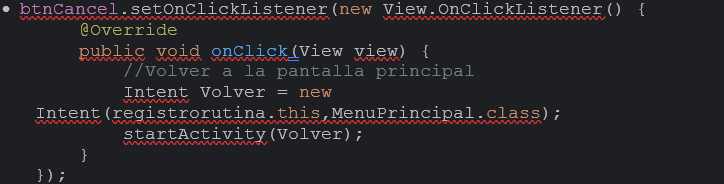 btnCancel.setOnClickListener(new View.OnClickListener() {
@Override
public void onClick(View view) {
//Volver a la pantalla principal
Intent Volver = new
Intent(registrorutina.this,MenuPrincipal.class);
startActivity(Volver);
}
});